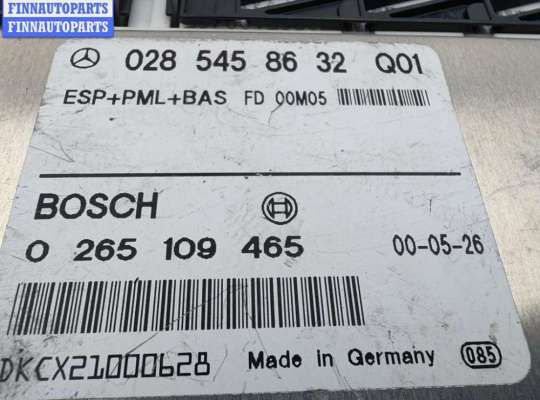 FINNAUTOPARTS
FINNAUTOPARTS
FINNAUTOPARTS
028 545 86 32 Q01
ESP+PML+BAS FD 00M05
BOSCH
0 265 109 465 00-05-26
DKCX21000628 Made in Germany 085